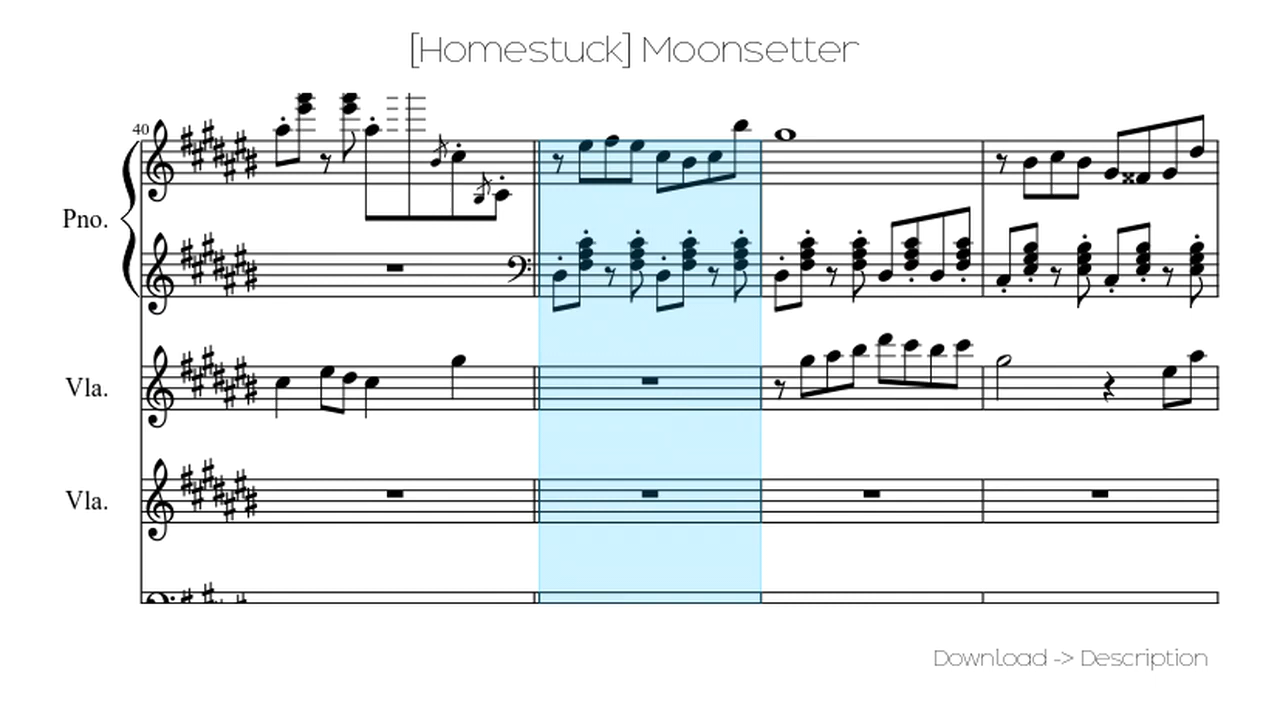 [Homestuck] Moonsetter
40
Pno.
Vla.
Vla.
Download -> Description